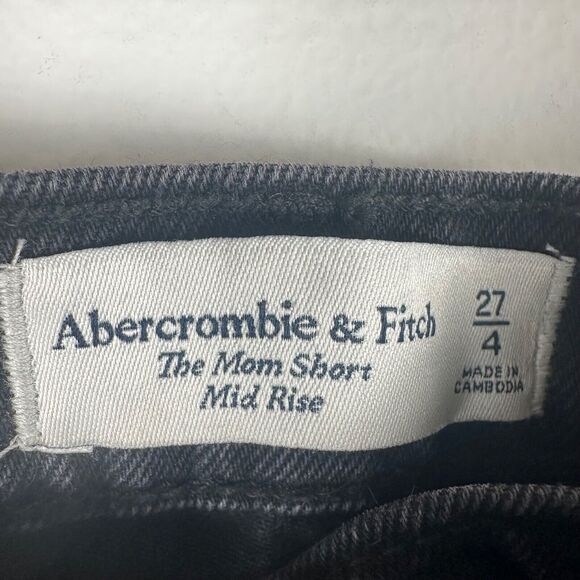 Abercrombie & Fitch
The Mom Short
Mid Rise
27
4
MADE IN
CAMBODIA